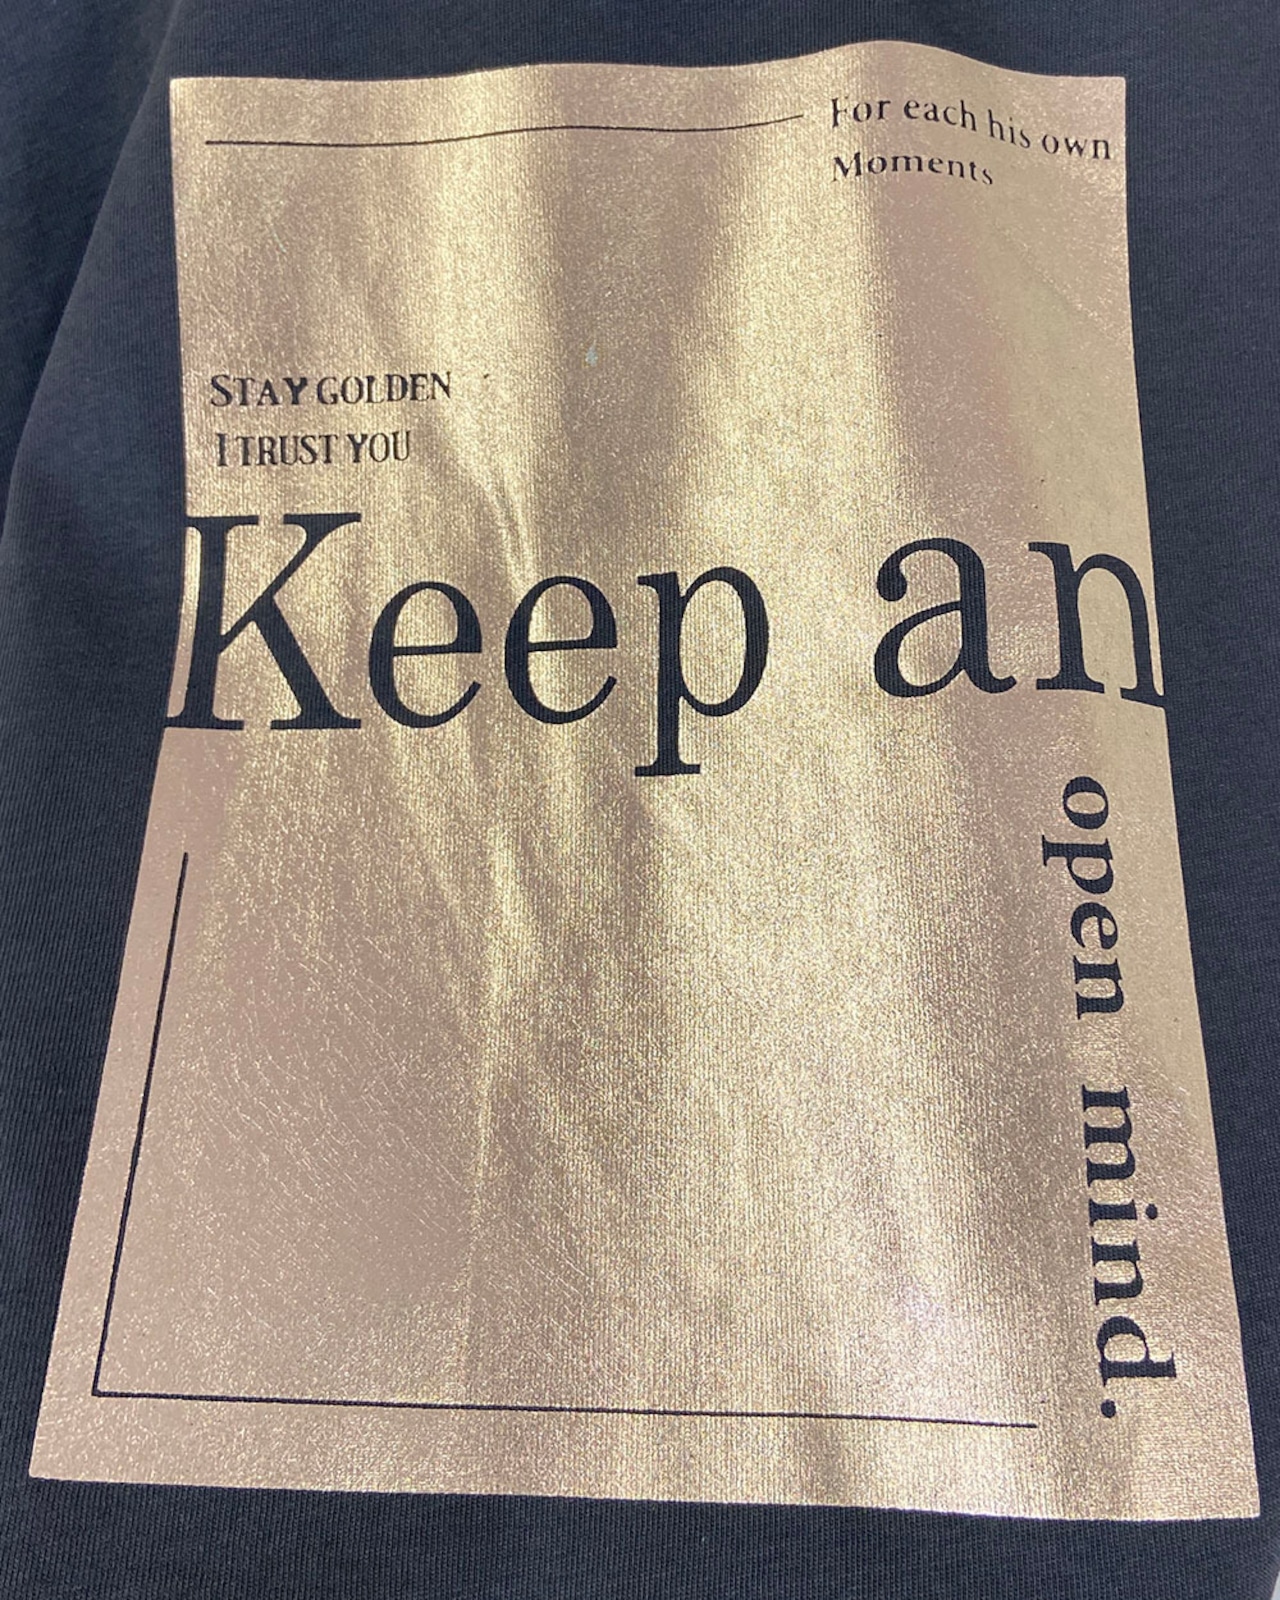 For each his own
Moments
STAY GOLDEN
I TRUST YOU
Keep an
open mind.